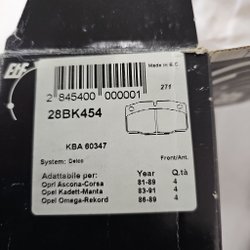 Made in E.C
2 845400 000001
271
28BK454
KBA 60347
System: Delco
Front/Ant.
Adattabile per: Year Q.tà
Opel Ascona-Corsa 81-89 4
Opel Kadett-Manta 83-91 4
Opel Omega-Rekord 86-89 4